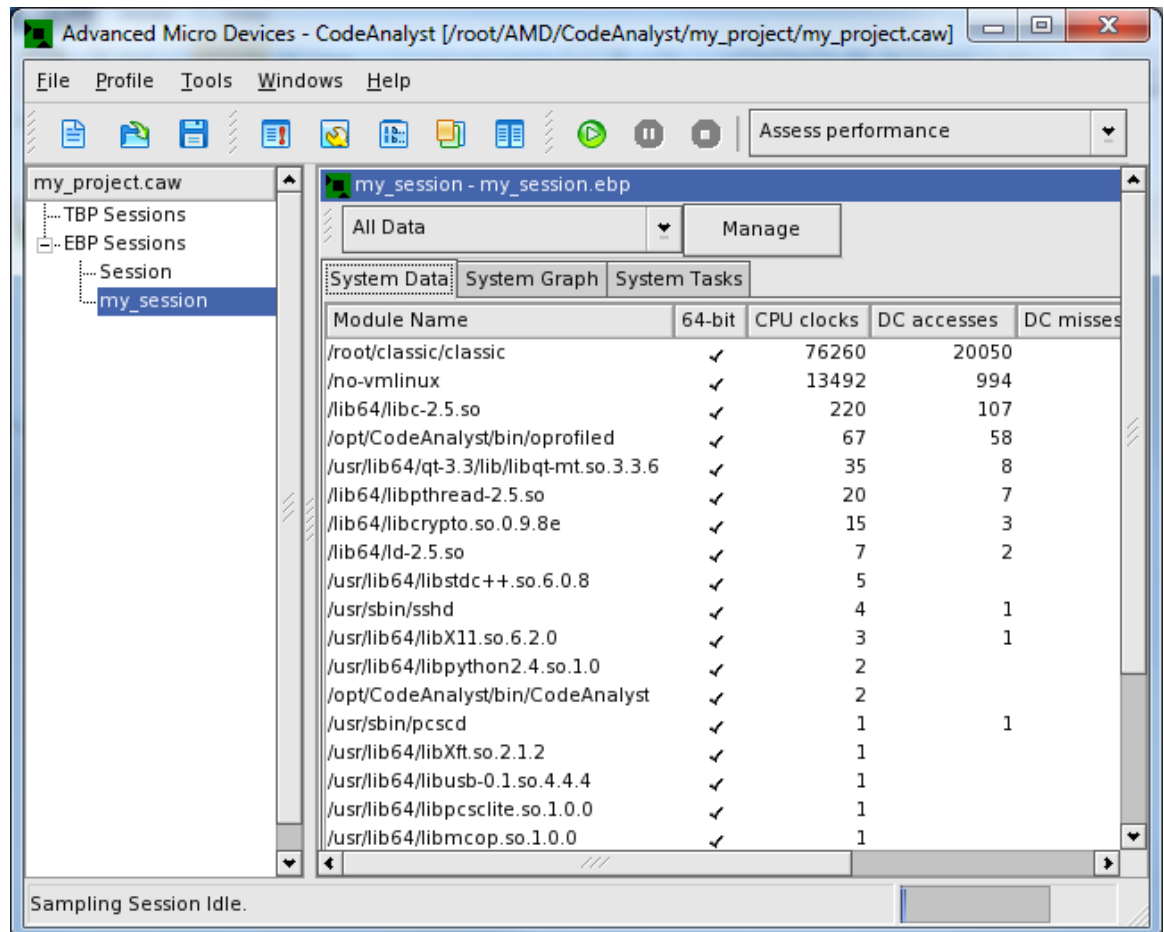 Advanced Micro Devices - CodeAnalyst [/root/AMD/CodeAnalyst/my_project/my_project.caw]
File Profile Tools Windows Help
Assess performance
my_project.caw
TBP Sessions
EBP Sessions
Session
my_session
my_session - my_session.ebp
All Data Manage
System Data System Graph System Tasks
Module Name 64-bit CPU clocks DC accesses DC misses
/root/classic/classic 76260 20050
/no-vmlinux 13492 994
/lib64/libc-2.5.so 220 107
/opt/CodeAnalyst/bin/oprofiled 67 58
/usr/lib64/qt-3.3/lib/libqt-mt.so.3.3.6 35 8
/lib64/libpthread-2.5.so 20 7
/lib64/libcrypto.so.0.9.8e 15 3
/lib64/ld-2.5.so 7 2
/usr/lib64/libstdc++.so.6.0.8 5
/usr/sbin/sshd 4 1
/usr/lib64/libX11.so.6.2.0 3 1
/usr/lib64/libpython2.4.so.1.0 2
/opt/CodeAnalyst/bin/CodeAnalyst 2
/usr/sbin/pcscd 1 1
/usr/lib64/libXft.so.2.1.2 1
/usr/lib64/libusb-0.1.so.4.4.4 1
/usr/lib64/libpcsclite.so.1.0.0 1
/usr/lib64/libmcop.so.1.0.0 1
Sampling Session Idle.